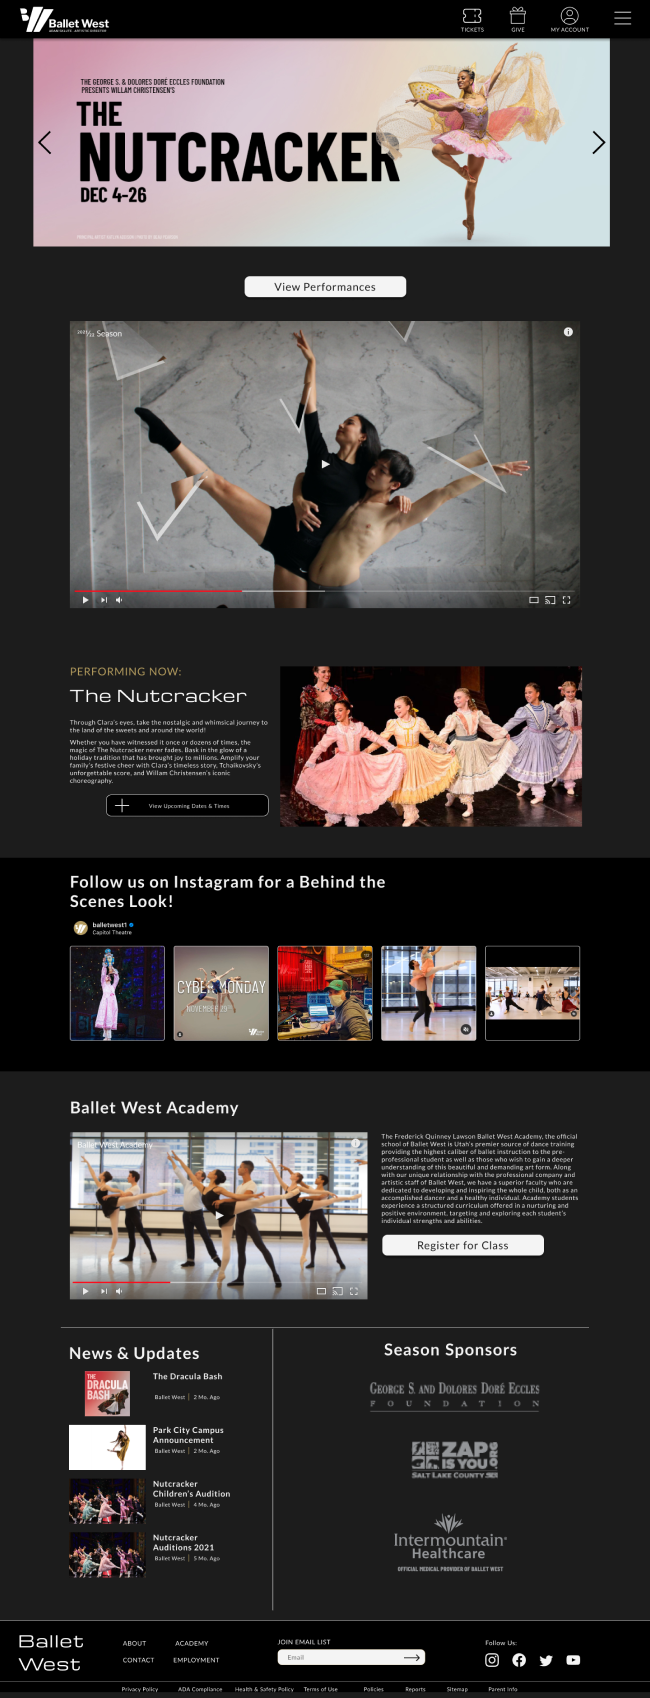 Ballet West
ADAM SKLUTE · ARTISTIC DIRECTOR
TICKETS
GIVE
MY ACCOUNT
THE GEORGE S. & DOLORES DORÉ ECCLES FOUNDATION
PRESENTS WILLAM CHRISTENSEN'S
THE
NUTCRACKER
DEC 4-26
View Performances
2021/22 Season
PERFORMING NOW:
The Nutcracker
Through Clara's eyes, take the nostalgic and whimsical journey to
the land of the sweets and around the world!
Whether you have witnessed it once or dozens of times, the
magic of The Nutcracker never fades. Bask in the glow of a
holiday tradition that has brought joy to millions. Amplify your
family's festive cheer with Clara's timeless story, Tchaikovsky's
unforgettable score, and Willam Christensen's iconic
choreography.
View Upcoming Dates & Times
Follow us on Instagram for a Behind the
Scenes Look!
balletwest1
Capitol Theatre
CYBER MONDAY
NOVEMBER 29TH
Ballet West Academy
Ballet West Academy
The Frederick Quinney Lawson Ballet West Academy, the official
school of Ballet West is Utah's premier source of dance training
providing the highest caliber of ballet instruction to the pre-
professional student as well as those who wish to gain a deeper
understanding of this beautiful and demanding art form. Along
with our unique relationship with the professional company and
artistic staff of Ballet West, we have a superior faculty who are
dedicated to developing and inspiring the whole child, both as an
accomplished dancer and a healthy individual. Academy students
experience a structured curriculum offered in a nurturing and
positive environment, targeting and exploring each student's
individual strengths and abilities.
Register for Class
News & Updates
THE
DRACULA
BASH
The Dracula Bash
Ballet West | 2 Mo. Ago
Park City Campus
Announcement
Ballet West | 2 Mo. Ago
Nutcracker
Children's Audition
Ballet West | 4 Mo. Ago
Nutcracker
Auditions 2021
Ballet West | 5 Mo. Ago
Season Sponsors
GEORGE S. AND DOLORES DORÉ ECCLES
FOUNDATION
ZAP
IS YOU
SALT LAKE COUNTY
Intermountain®
Healthcare
OFFICIAL MEDICAL PROVIDER OF BALLET WEST
Ballet
West
ABOUT
ACADEMY
CONTACT
EMPLOYMENT
JOIN EMAIL LIST
Email
Follow Us:
Privacy Policy
ADA Compliance
Health & Safety Policy
Terms of Use
Policies
Reports
Sitemap
Parent Info